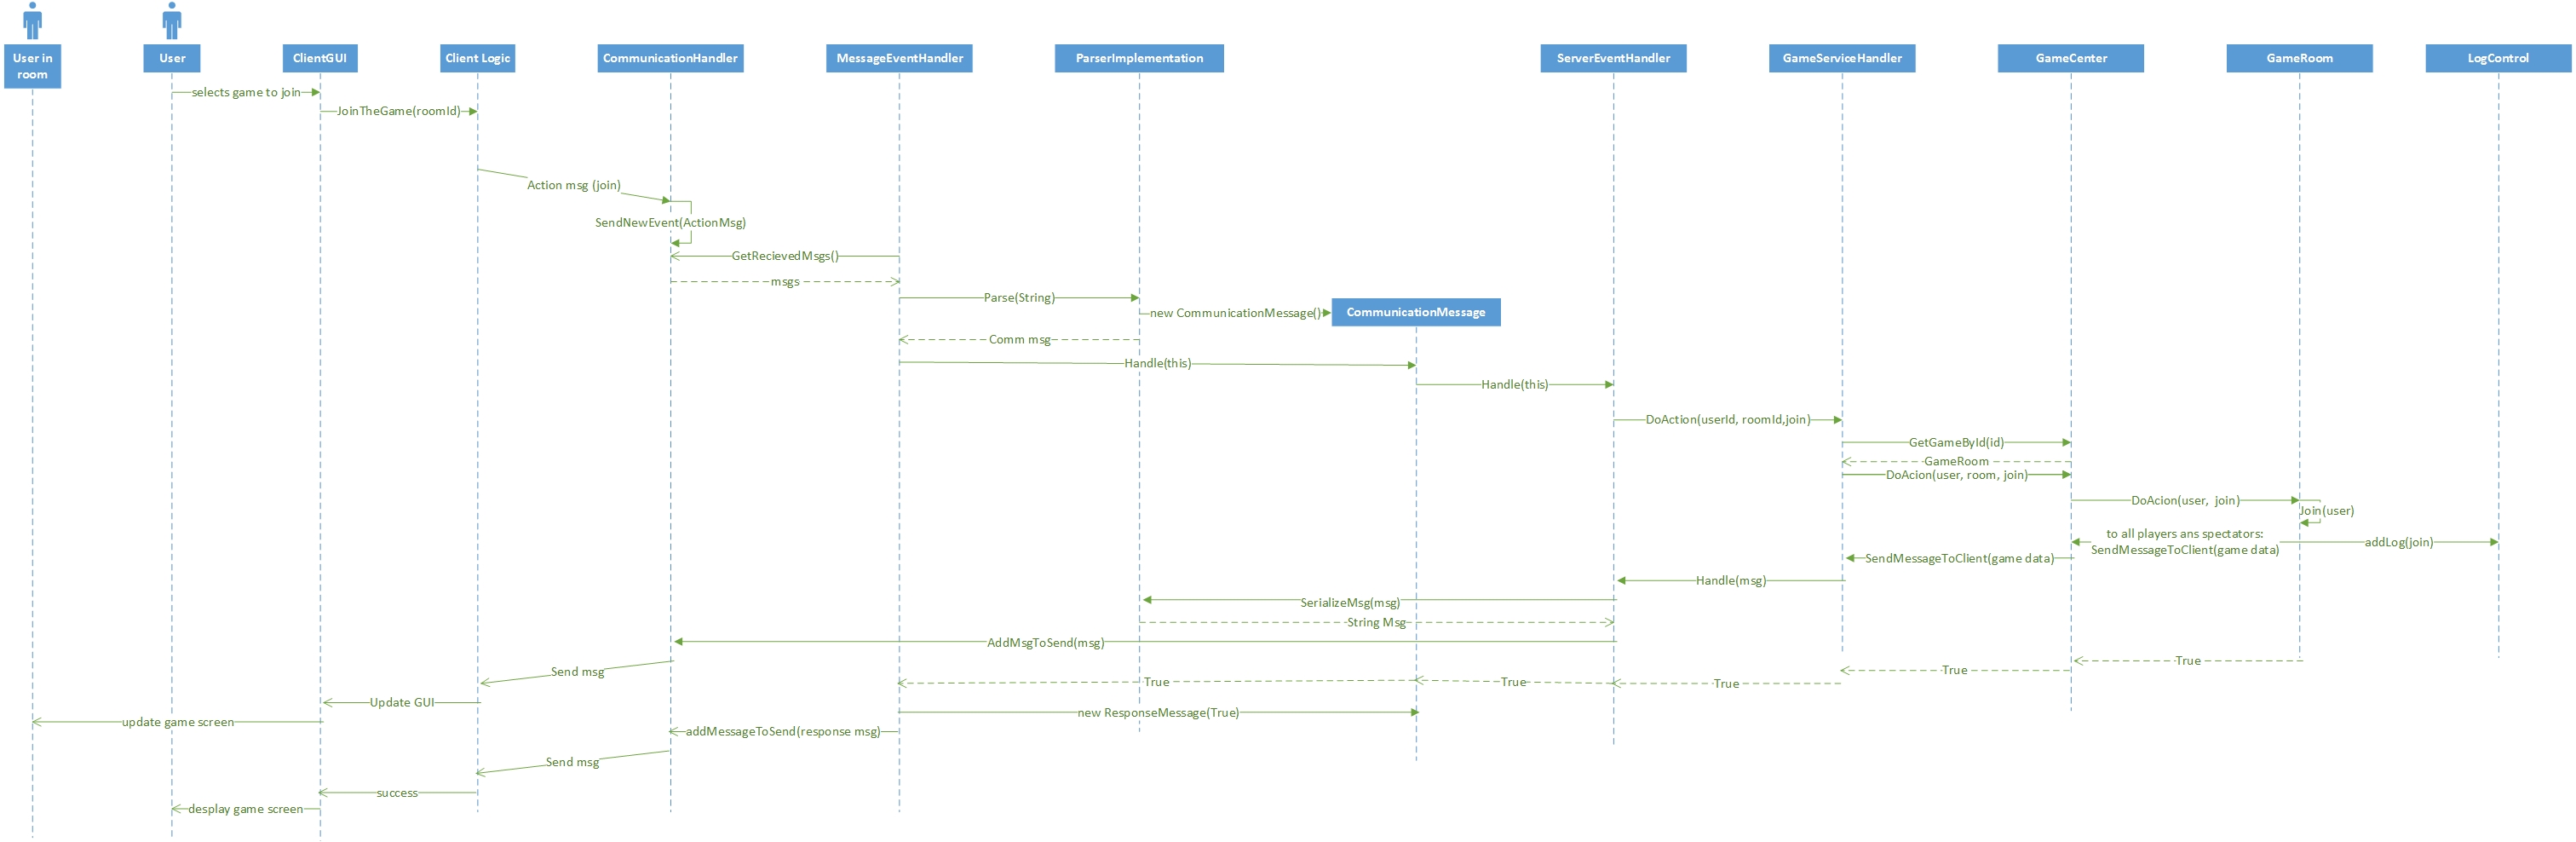 User in
room
User
ClientGUI
Client Logic
CommunicationHandler
MessageEventHandler
ParserImplementation
ServerEventHandler
GameServiceHandler
GameCenter
GameRoom
LogControl
selects game to join
JoinTheGame(roomId)
Action msg (join)
SendNewEvent(ActionMsg)
GetRecievedMsgs()
msgs
Parse(String)
new CommunicationMessage()
CommunicationMessage
Comm msg
Handle(this)
Handle(this)
DoAction(userId, roomId,join)
GetGameById(id)
GameRoom
DoAcion(user, room, join)
DoAcion(user, join)
Join(user)
to all players ans spectators:
SendMessageToClient(game data)
addLog(join)
SendMessageToClient(game data)
Handle(msg)
SerializeMsg(msg)
String Msg
AddMsgToSend(msg)
True
True
Send msg
True
True
True
Update GUI
new ResponseMessage(True)
update game screen
addMessageToSend(response msg)
Send msg
success
desplay game screen